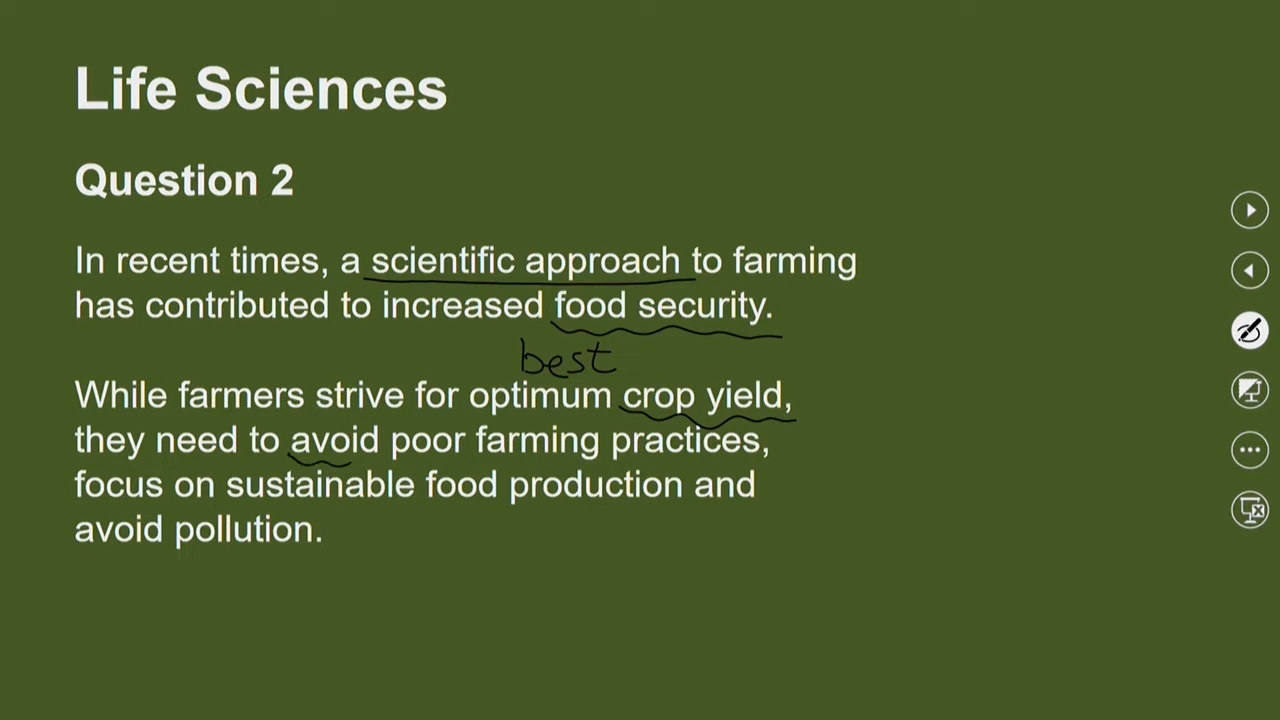 Life Sciences
Question 2
In recent times, a scientific approach to farming
has contributed to increased food security.
best
While farmers strive for optimum crop yield,
they need to avoid poor farming practices,
focus on sustainable food production and
avoid pollution.